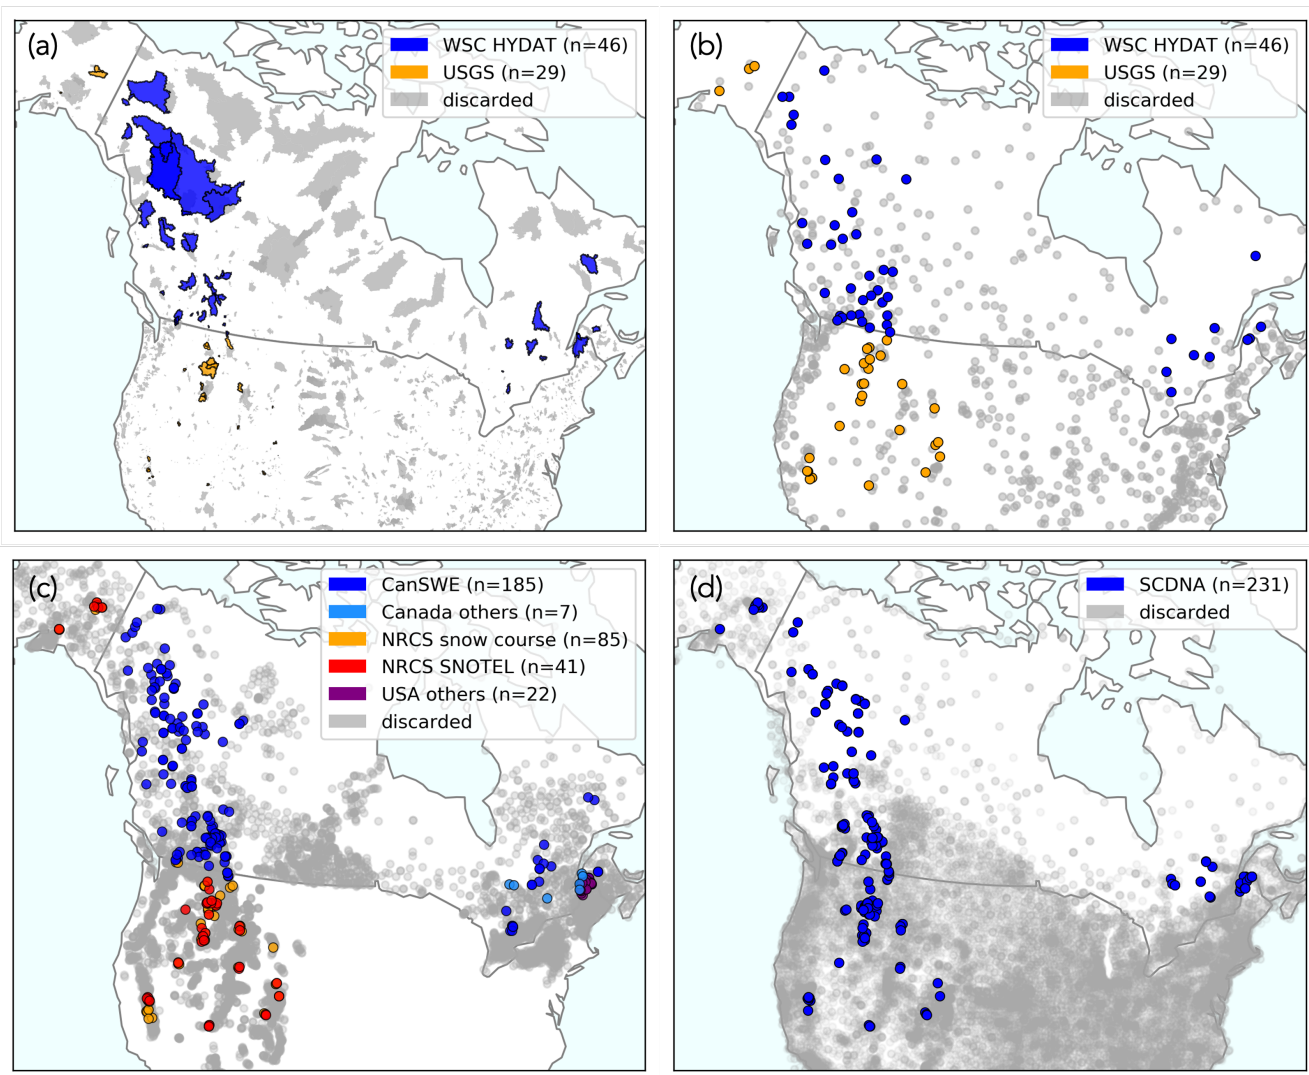 (a)
WSC HYDAT (n=46)
USGS (n=29)
discarded
(b)
WSC HYDAT (n=46)
USGS (n=29)
discarded
(c)
CanSWE (n=185)
Canada others (n=7)
NRCS snow course (n=85)
NRCS SNOTEL (n=41)
USA others (n=22)
discarded
(d)
SCDNA (n=231)
discarded